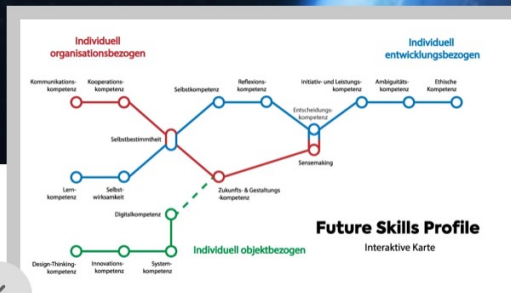 Individuell
organisationsbezogen
Individuell
entwicklungsbezogen
Kommunikations-
kompetenz
Kooperations-
kompetenz
Selbstkompetenz
Reflexions-
kompetenz
Initiativ- und Leistungs-
kompetenz
Ambiguitäts-
kompetenz
Ethische
Kompetenz
Entscheidungs-
kompetenz
Selbstbestimmtheit
Sensemaking
Lern-
kompetenz
Selbst-
wirksamkeit
Zukunfts- & Gestaltungs
-kompetenz
Digitalkompetenz
Future Skills Profile
Individuell objektbezogen
Interaktive Karte
Design-Thinking-
kompetenz
Innovations-
kompetenz
System-
kompetenz